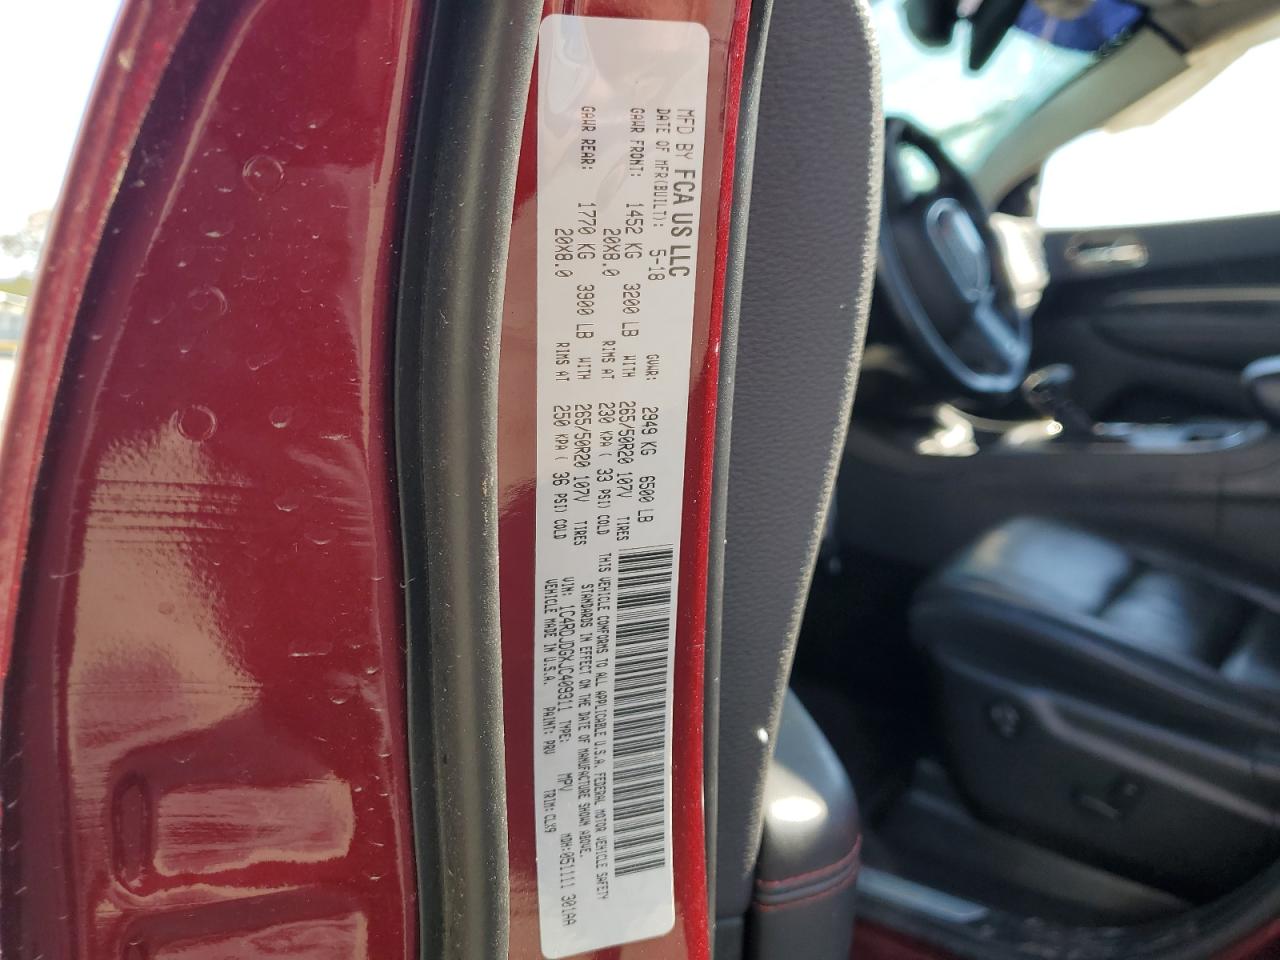 MFD BY FCA US LLC
DATE OF MFR(BUILT): 5-18 GVWR: 2949 KG 6500 LB
GAWR FRONT: 1452 KG 3200 LB WITH 265/50R20 107V TIRES
20X8.0 RIMS AT 230 KPA ( 33 PSI) COLD
GAWR REAR: 1770 KG 3900 LB WITH 265/50R20 107V TIRES
20X8.0 RIMS AT 250 KPA ( 36 PSI) COLD
THIS VEHICLE CONFORMS TO ALL APPLICABLE U.S.A. FEDERAL MOTOR VEHICLE SAFETY
STANDARDS IN EFFECT ON THE DATE OF MANUFACTURE SHOWN ABOVE.
VIN: 1C4RDJDGXJC409311 TYPE: MPV MDH:051111 301AA
VEHICLE MADE IN U.S.A. PAINT: PRV TRIM:CLX9